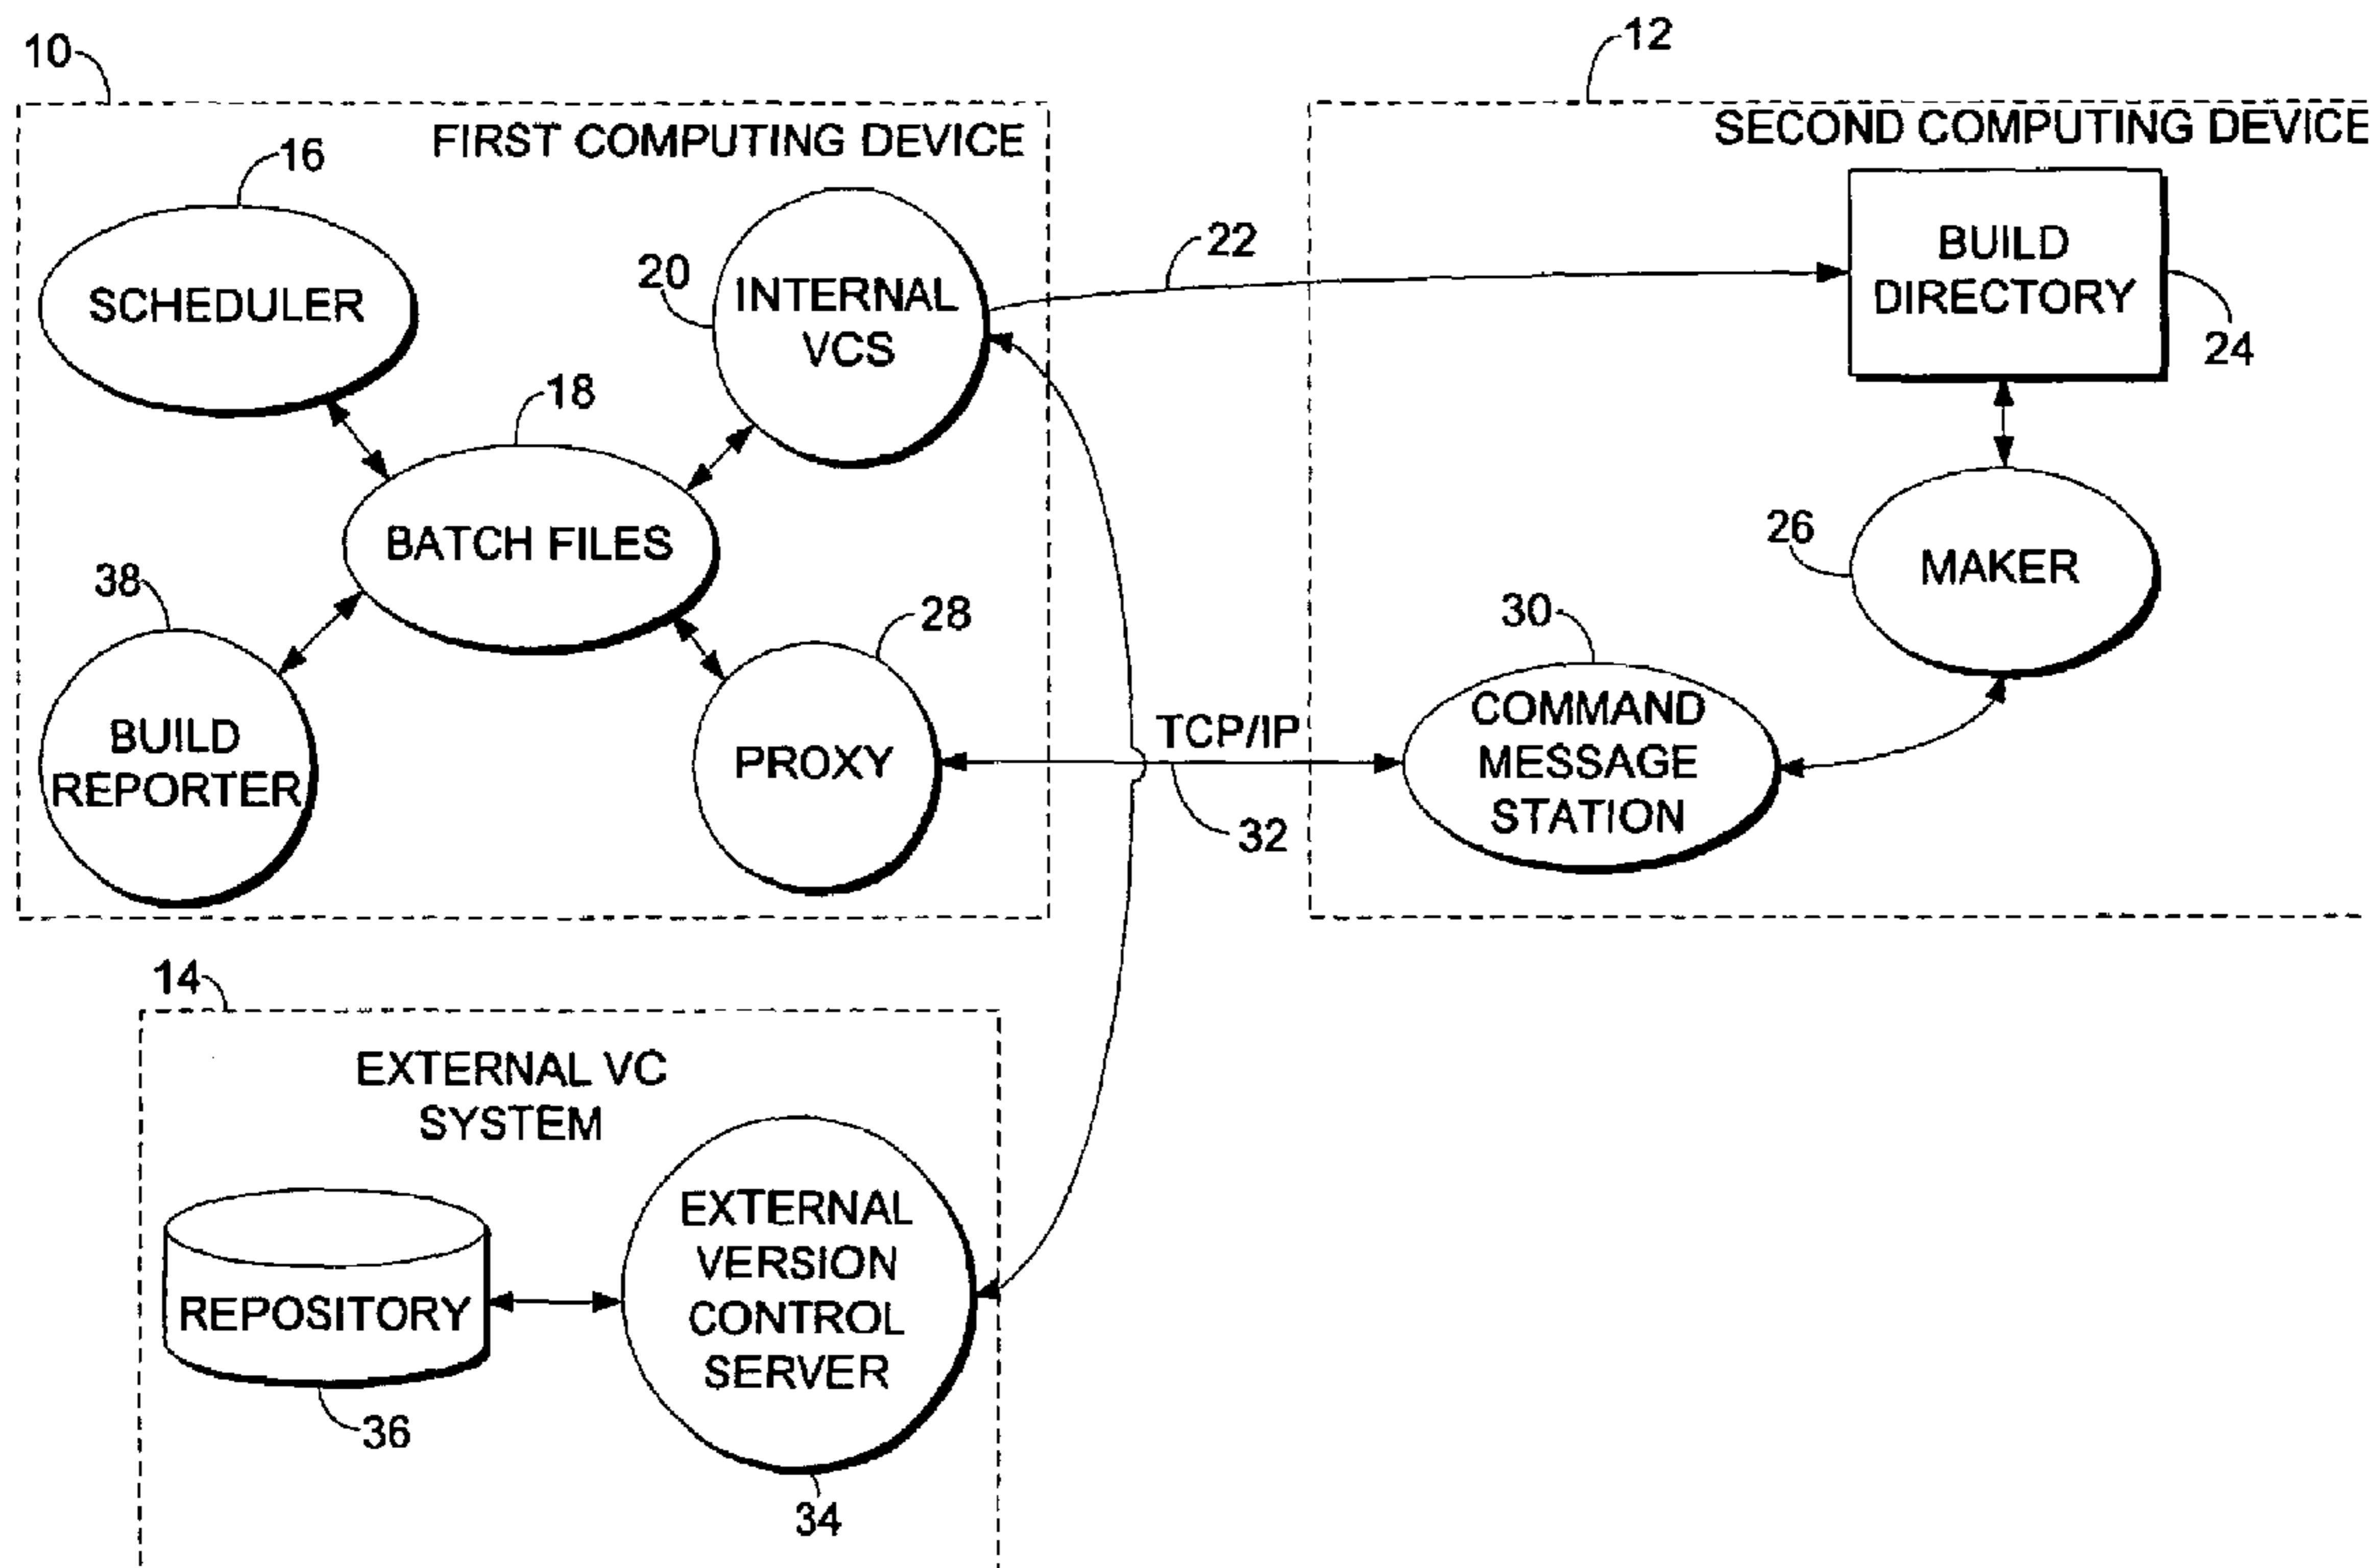 10
12
FIRST COMPUTING DEVICE
SECOND COMPUTING DEVICE
16
SCHEDULER
20
INTERNAL
VCS
22
BUILD
DIRECTORY
24
18
BATCH FILES
26
MAKER
38
BUILD
REPORTER
28
PROXY
TCP/IP
32
30
COMMAND
MESSAGE
STATION
14
EXTERNAL VC
SYSTEM
REPOSITORY
36
EXTERNAL
VERSION
CONTROL
SERVER
34